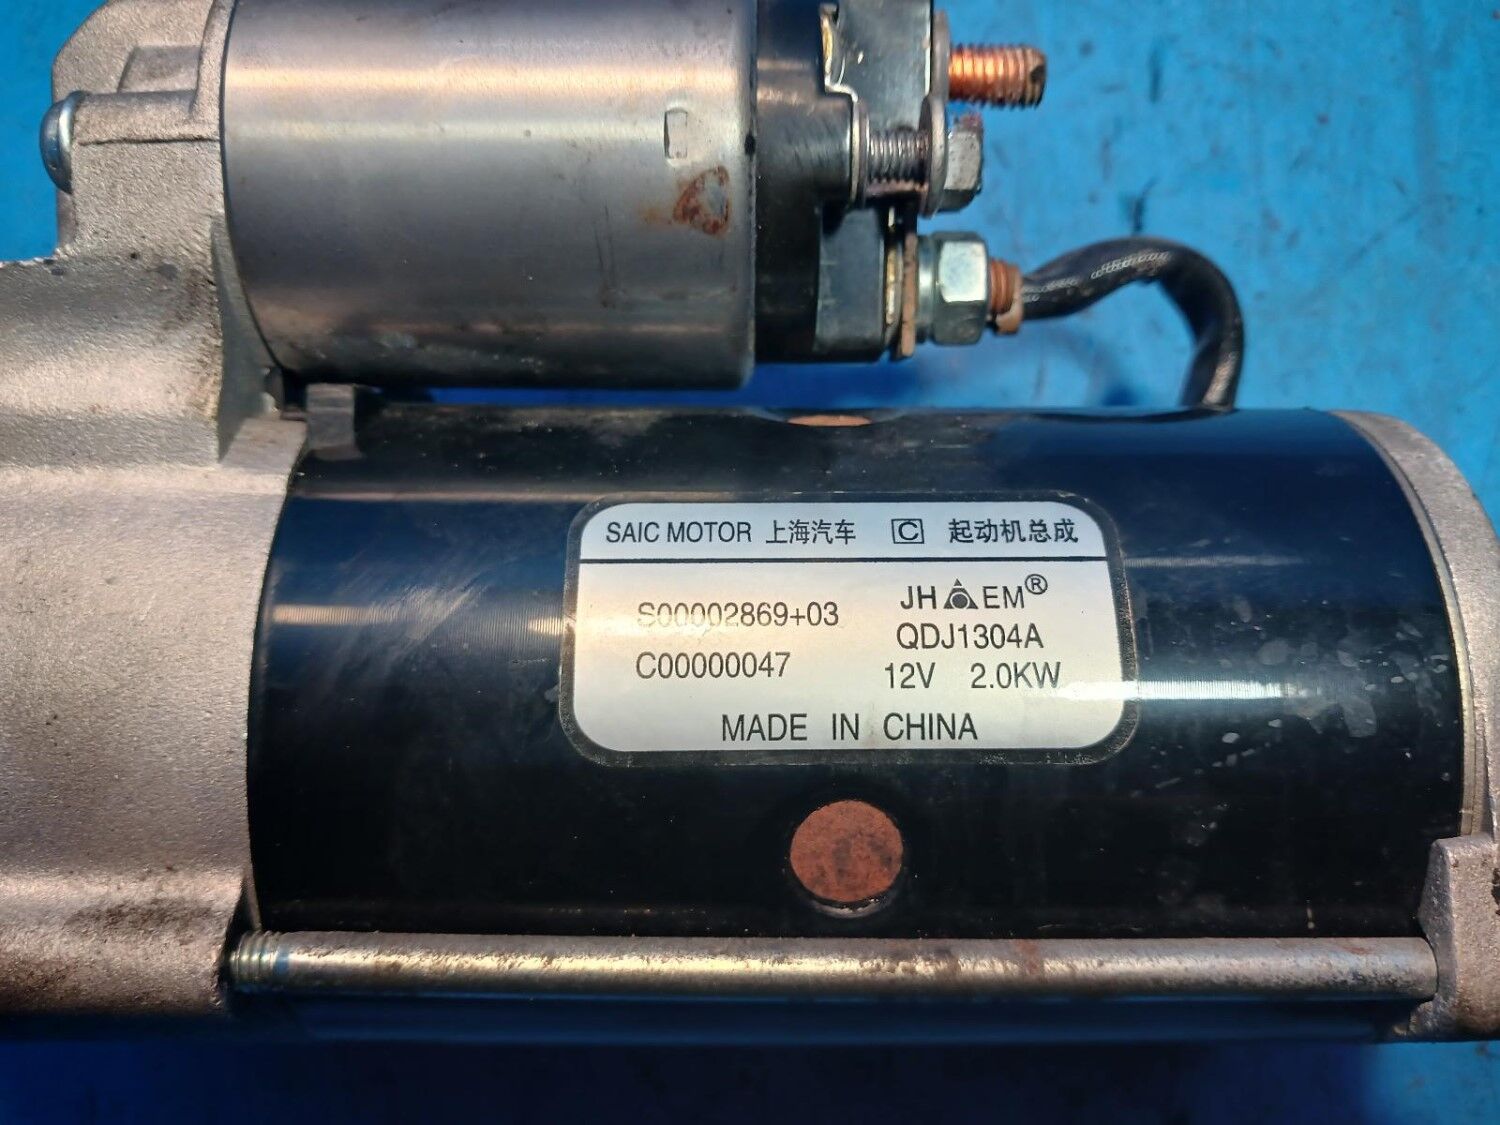 SAIC MOTOR 上海汽车 C 起动机总成
S00002869+03
C00000047
JH EM®
QDJ1304A
12V 2.0KW
MADE IN CHINA